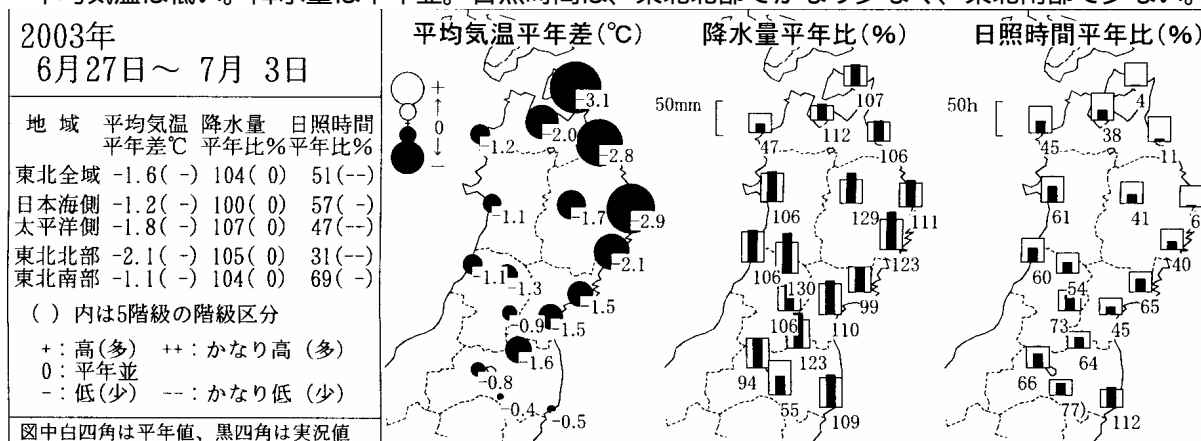 平均気温は低い。降水量は平年並。日照時間は、東北北部でかなり少なく、東北南部で少ない。
2003年
6月27日～ 7月 3日
地 域 平均気温 降水量 日照時間
平年差℃ 平年比% 平年比%
東北全域 -1.6( -) 104( 0) 51(--)
日本海側 -1.2( -) 100( 0) 57( -)
太平洋側 -1.8( -) 107( 0) 47(--)
東北北部 -2.1( -) 105( 0) 31(--)
東北南部 -1.1( -) 104( 0) 69( -)
( ) 内は5階級の階級区分
+：高(多) ++：かなり高 (多)
0：平年並
-：低(少) --：かなり低 (少)
図中白四角は平年値、黒四角は実況値
平均気温平年差(℃)
+
↑
0
↓
－
-3.1
-2.0
-1.2
-2.8
-1.1
-1.7
-2.9
-2.1
-1.1
-1.3
-1.5
-0.9
-1.5
-1.6
-0.8
-0.4
-0.5
降水量平年比(%)
50mm
107
112
47
106
106
129
111
123
106
130
99
106
110
123
94
55
109
日照時間平年比(%)
50h
4
38
45
11
61
41
6
40
60
54
65
73
45
64
66
77)
112